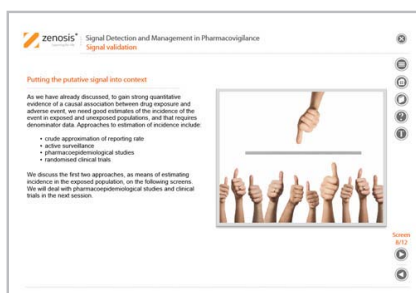 zenosis
Signal Detection and Management in Pharmacovigilance
Signal validation
Putting the putative signal into context
As we have already discussed, to gain strong quantitative
evidence of a causal association between drug exposure and
adverse event, we need good estimates of the incidence of the
event in exposed and unexposed populations, and that requires
denominator data. Approaches to estimation of incidence include:
• crude approximation of reporting rate
• active surveillance
• pharmacoepidemiological studies
• randomised clinical trials
We discuss the first two approaches, as means of estimating
incidence in the exposed population, on the following screens.
We will deal with pharmacoepidemiological studies and clinical
trials in the next session.
Screen
8/12